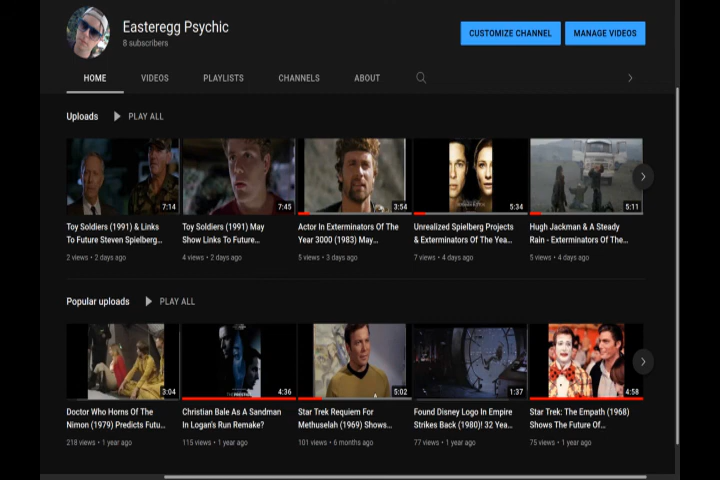 Easteregg Psychic
8 subscribers
CUSTOMIZE CHANNEL
MANAGE VIDEOS
HOME
VIDEOS
PLAYLISTS
CHANNELS
ABOUT
Uploads
PLAY ALL
7:14
7:45
3:54
5:34
5:11
Toy Soldiers (1991) & Links
To Future Steven Spielberg...
2 views • 2 days ago
Toy Soldiers (1991) May
Show Links To Future...
4 views • 2 days ago
Actor In Exterminators Of The
Year 3000 (1983) May...
5 views • 3 days ago
Unrealized Spielberg Projects
& Exterminators Of The Yea...
7 views • 4 days ago
Hugh Jackman & A Steady
Rain - Exterminators Of The...
5 views • 4 days ago
Popular uploads
PLAY ALL
3:04
4:36
5:02
1:37
4:58
Doctor Who Horns Of The
Nimon (1979) Predicts Futu...
218 views • 1 year ago
Christian Bale As A Sandman
In Logan's Run Remake?
115 views • 1 year ago
Star Trek Requiem For
Methuselah (1969) Shows...
101 views • 6 months ago
Found Disney Logo In Empire
Strikes Back (1980)! 32 Yea...
77 views • 1 year ago
Star Trek: The Empath (1968)
Shows The Future Of...
75 views • 1 year ago